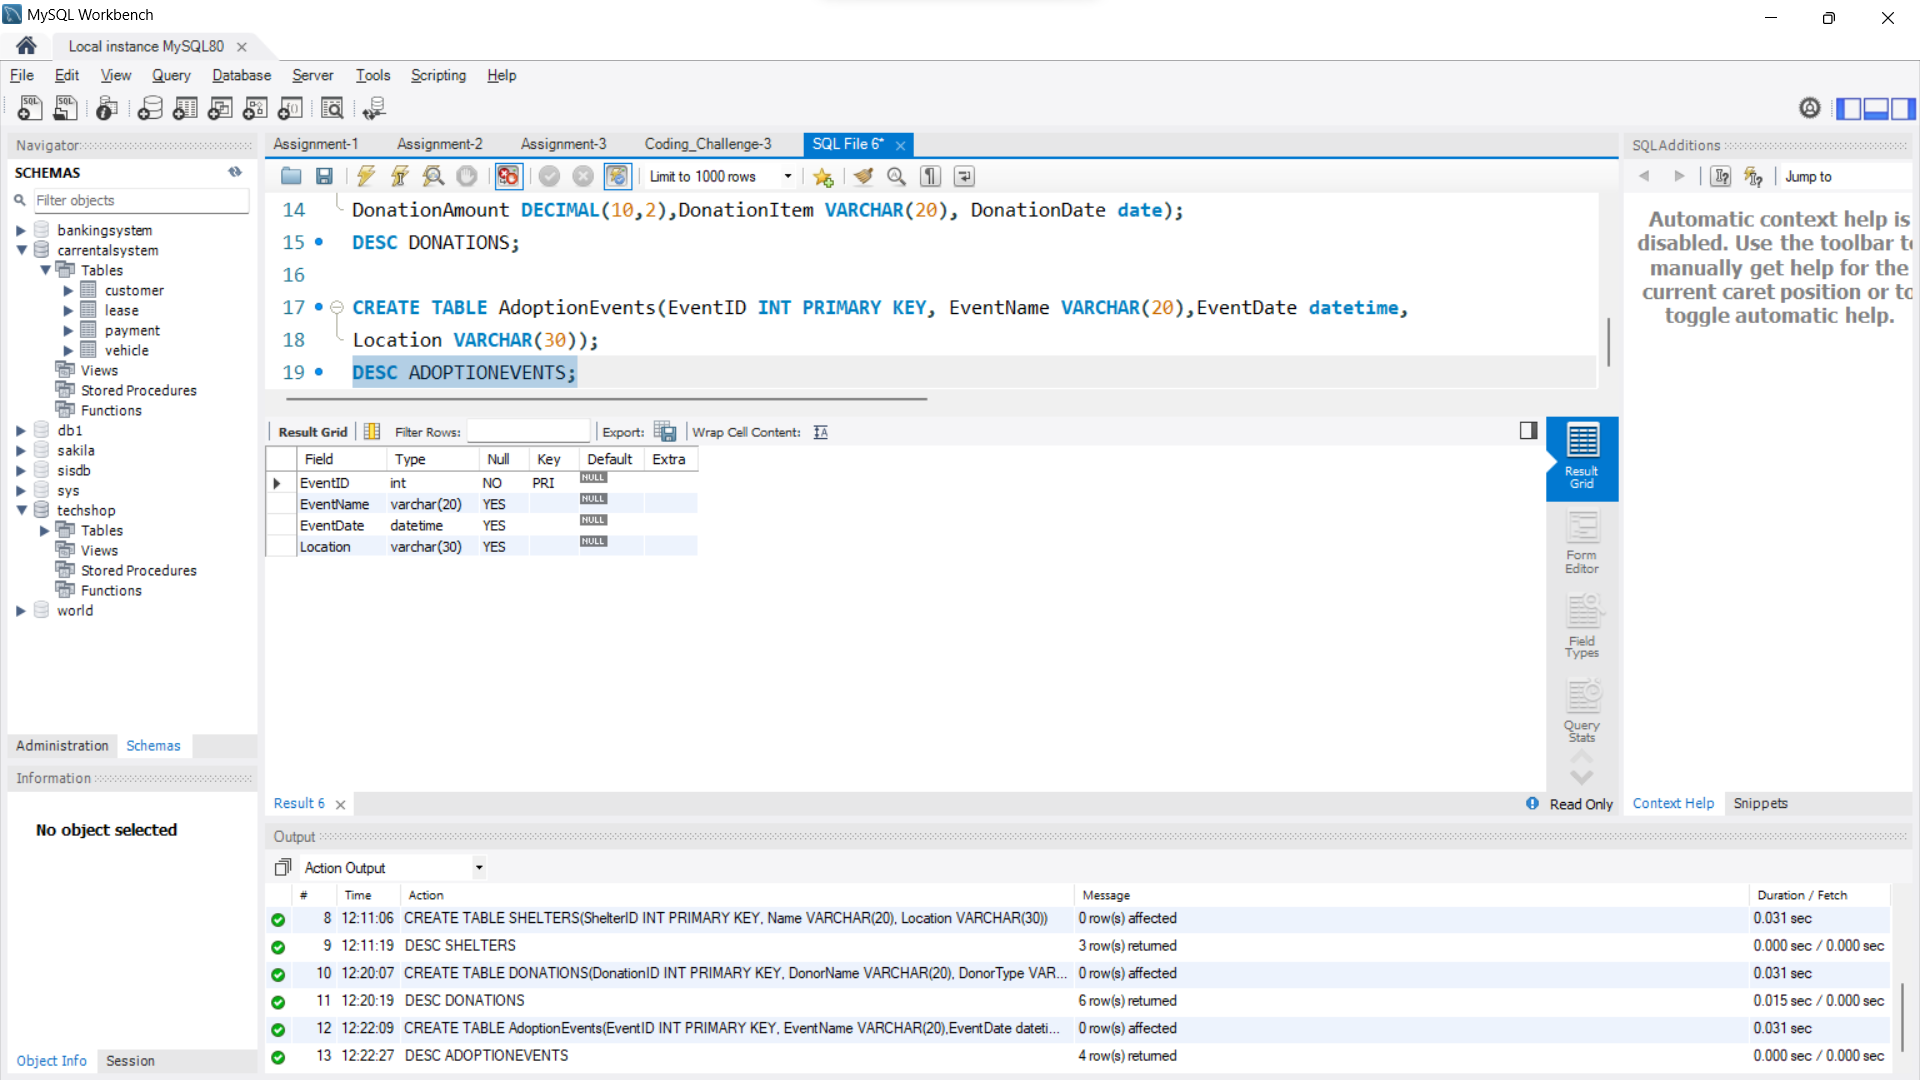 MySQL Workbench
Local instance MySQL80
File Edit View Query Database Server Tools Scripting Help
Navigator
SCHEMAS
Filter objects
bankingsystem
carrentalsystem
Tables
customer
lease
payment
vehicle
Views
Stored Procedures
Functions
db1
sakila
sisdb
sys
techshop
Tables
Views
Stored Procedures
Functions
world
Administration Schemas
Information
No object selected
Object Info Session
Assignment-1 Assignment-2 Assignment-3 Coding_Challenge-3 SQL File 6*
Limit to 1000 rows
14 DonationAmount DECIMAL(10,2),DonationItem VARCHAR(20), DonationDate date);
15 DESC DONATIONS;
16
17 CREATE TABLE AdoptionEvents(EventID INT PRIMARY KEY, EventName VARCHAR(20),EventDate datetime,
18 Location VARCHAR(30));
19 DESC ADOPTIONEVENTS;
Result Grid Filter Rows: Export: Wrap Cell Content:
Field Type Null Key Default Extra
EventID int NO PRI NULL
EventName varchar(20) YES NULL
EventDate datetime YES NULL
Location varchar(30) YES NULL
Result
Grid
Form
Editor
Field
Types
Query
Stats
Result 6
Read Only
SQLAdditions
Jump to
Automatic context help is
disabled. Use the toolbar to
manually get help for the
current caret position or to
toggle automatic help.
Context Help Snippets
Output
Action Output
# Time Action Message Duration / Fetch
8 12:11:06 CREATE TABLE SHELTERS(ShelterID INT PRIMARY KEY, Name VARCHAR(20), Location VARCHAR(30)) 0 row(s) affected 0.031 sec
9 12:11:19 DESC SHELTERS 3 row(s) returned 0.000 sec / 0.000 sec
10 12:20:07 CREATE TABLE DONATIONS(DonationID INT PRIMARY KEY, DonorName VARCHAR(20), DonorType VAR... 0 row(s) affected 0.031 sec
11 12:20:19 DESC DONATIONS 6 row(s) returned 0.015 sec / 0.000 sec
12 12:22:09 CREATE TABLE AdoptionEvents(EventID INT PRIMARY KEY, EventName VARCHAR(20),EventDate dateti... 0 row(s) affected 0.031 sec
13 12:22:27 DESC ADOPTIONEVENTS 4 row(s) returned 0.000 sec / 0.000 sec